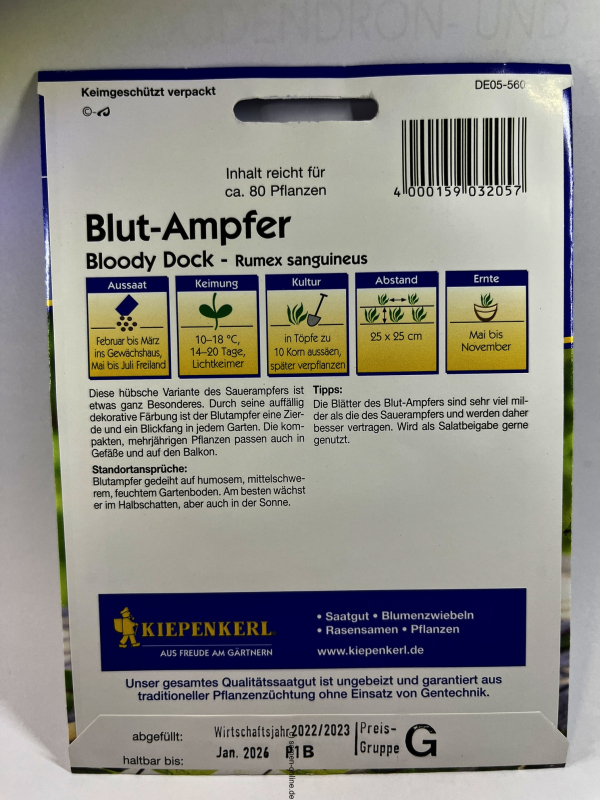 Keimgeschützt verpackt
DE05-560
Inhalt reicht für
ca. 80 Pflanzen
4 000159 032057
Blut-Ampfer
Bloody Dock - Rumex sanguineus
Aussaat
Februar bis März
ins Gewächshaus,
Mai bis Juli Freiland
Keimung
10–18 °C,
14–20 Tage,
Lichtkeimer
Kultur
in Töpfe zu
10 Korn aussäen,
später verpflanzen
Abstand
25 x 25 cm
Ernte
Mai bis
November
Diese hübsche Variante des Sauerampfers ist
etwas ganz Besonderes. Durch seine auffällig
dekorative Färbung ist der Blutampfer eine Zier-
de und ein Blickfang in jedem Garten. Die kom-
pakten, mehrjährigen Pflanzen passen auch in
Gefäße und auf den Balkon.
Standortansprüche:
Blutampfer gedeiht auf humosem, mittelschwe-
rem, feuchtem Gartenboden. Am besten wächst
er im Halbschatten, aber auch in der Sonne.
Tipps:
Die Blätter des Blut-Ampfers sind sehr viel mil-
der als die des Sauerampfers und werden daher
besser vertragen. Wird als Salatbeigabe gerne
genutzt.
KIEPENKERL
AUS FREUDE AM GÄRTNERN
• Saatgut • Blumenzwiebeln
• Rasensamen • Pflanzen
www.kiepenkerl.de
Unser gesamtes Qualitätssaatgut ist ungebeizt und garantiert aus
traditioneller Pflanzenzüchtung ohne Einsatz von Gentechnik.
abgefüllt: Wirtschaftsjahr 2022/2023
haltbar bis: Jan. 2026 P1B
Preis-
Gruppe G